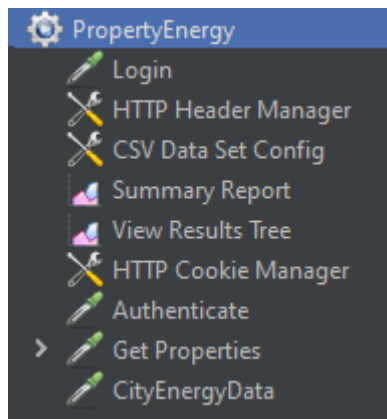 PropertyEnergy
Login
HTTP Header Manager
CSV Data Set Config
Summary Report
View Results Tree
HTTP Cookie Manager
Authenticate
Get Properties
CityEnergyData